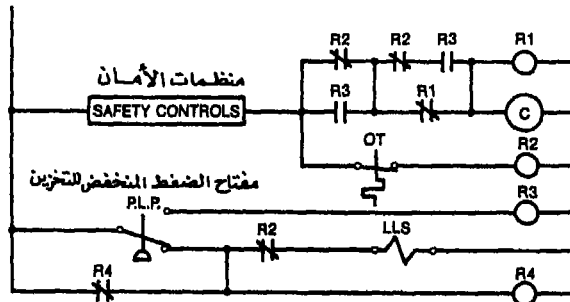 R1
R2 R2 R3
منظمات الأمان
SAFETY CONTROLS
R3 R1 C
OT R2
مفتاح الضغط المنخفض للتخزين
P.L.P. R3
R2 LLS
R4 R4